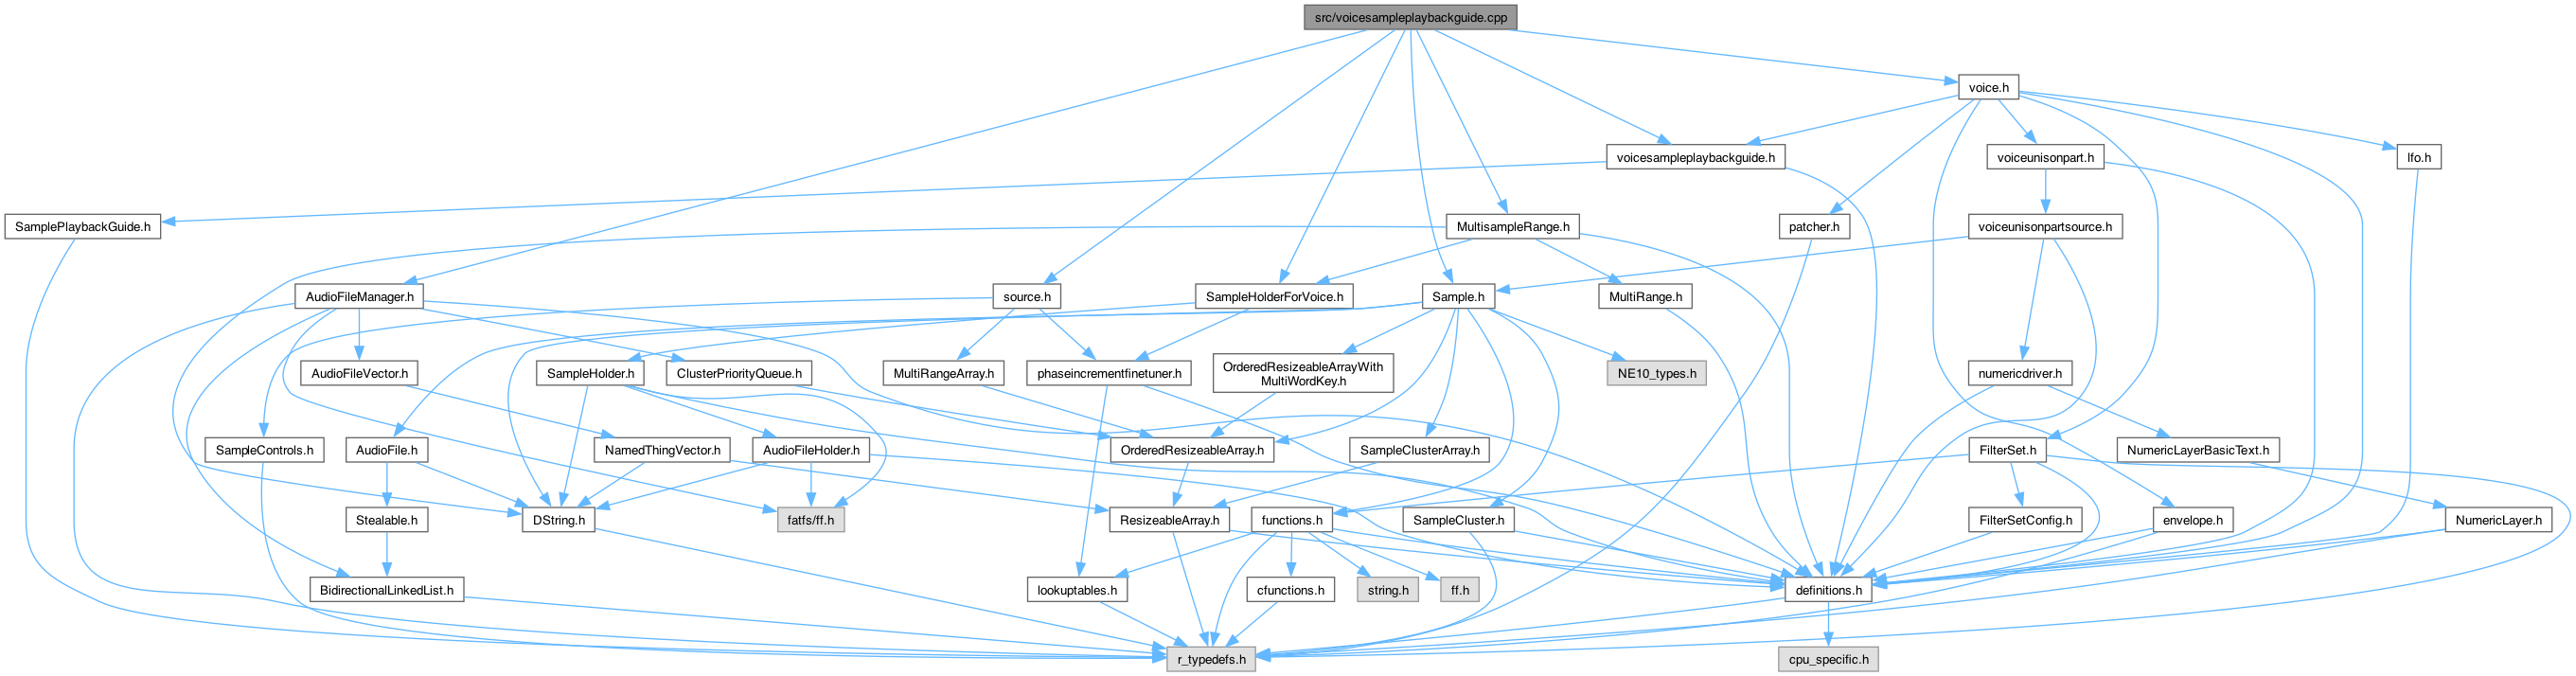 src/voicesampleplaybackguide.cpp
voice.h
voicesampleplaybackguide.h
voiceunisonpart.h
lfo.h
SamplePlaybackGuide.h
MultisampleRange.h
patcher.h
voiceunisonpartsource.h
AudioFileManager.h
source.h
SampleHolderForVoice.h
Sample.h
MultiRange.h
AudioFileVector.h
SampleHolder.h
ClusterPriorityQueue.h
MultiRangeArray.h
phaseincrementfinetuner.h
OrderedResizeableArrayWith
MultiWordKey.h
NE10_types.h
numericdriver.h
SampleControls.h
AudioFile.h
NamedThingVector.h
AudioFileHolder.h
OrderedResizeableArray.h
SampleClusterArray.h
FilterSet.h
NumericLayerBasicText.h
Stealable.h
DString.h
fatfs/ff.h
ResizeableArray.h
functions.h
SampleCluster.h
FilterSetConfig.h
envelope.h
NumericLayer.h
BidirectionalLinkedList.h
lookuptables.h
cfunctions.h
string.h
ff.h
definitions.h
r_typedefs.h
cpu_specific.h